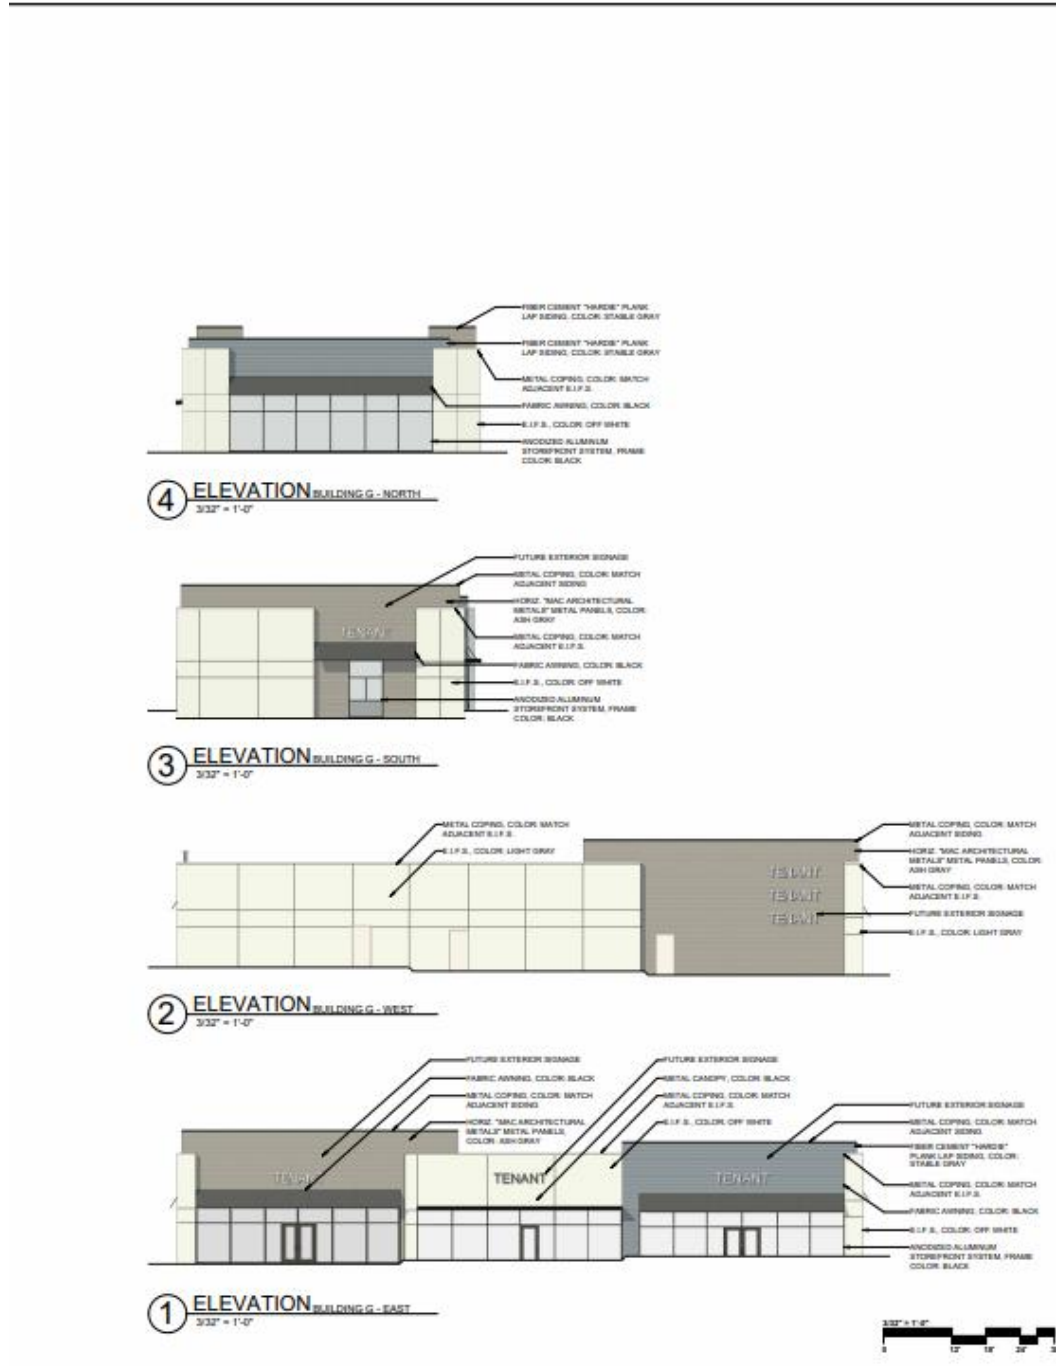 FIBER CEMENT "HARDIE" PLANK
LAP SIDING, COLOR: STABLE GRAY
FIBER CEMENT "HARDIE" PLANK
LAP SIDING, COLOR: STABLE GRAY
METAL COPING, COLOR: MATCH
ADJACENT E.I.F.S.
FABRIC AWNING, COLOR: BLACK
E.I.F.S., COLOR: OFF WHITE
ANODIZED ALUMINUM
STOREFRONT SYSTEM, FRAME
COLOR: BLACK
4 ELEVATION BUILDING G - NORTH
3/32" = 1'-0"
FUTURE EXTERIOR SIGNAGE
METAL COPING, COLOR: MATCH
ADJACENT SIDING
HORIZ. "MAC ARCHITECTURAL
METALS" METAL PANELS, COLOR:
ASH GRAY
METAL COPING, COLOR: MATCH
ADJACENT E.I.F.S.
TENANT
FABRIC AWNING, COLOR: BLACK
E.I.F.S., COLOR: OFF WHITE
ANODIZED ALUMINUM
STOREFRONT SYSTEM, FRAME
COLOR: BLACK
3 ELEVATION BUILDING G - SOUTH
3/32" = 1'-0"
METAL COPING, COLOR: MATCH
ADJACENT E.I.F.S.
E.I.F.S., COLOR: LIGHT GRAY
METAL COPING, COLOR: MATCH
ADJACENT SIDING
HORIZ. "MAC ARCHITECTURAL
METALS" METAL PANELS, COLOR:
ASH GRAY
METAL COPING, COLOR: MATCH
ADJACENT E.I.F.S.
FUTURE EXTERIOR SIGNAGE
E.I.F.S., COLOR: LIGHT GRAY
TENANT
TENANT
TENANT
2 ELEVATION BUILDING G - WEST
3/32" = 1'-0"
FUTURE EXTERIOR SIGNAGE
FABRIC AWNING, COLOR: BLACK
METAL COPING, COLOR: MATCH
ADJACENT SIDING
HORIZ. "MAC ARCHITECTURAL
METALS" METAL PANELS,
COLOR: ASH GRAY
FUTURE EXTERIOR SIGNAGE
METAL CANOPY, COLOR: BLACK
METAL COPING, COLOR: MATCH
ADJACENT E.I.F.S.
E.I.F.S., COLOR: OFF WHITE
FUTURE EXTERIOR SIGNAGE
METAL COPING, COLOR: MATCH
ADJACENT SIDING
FIBER CEMENT "HARDIE"
PLANK LAP SIDING, COLOR:
STABLE GRAY
METAL COPING, COLOR: MATCH
ADJACENT E.I.F.S.
FABRIC AWNING, COLOR: BLACK
E.I.F.S., COLOR: OFF WHITE
ANODIZED ALUMINUM
STOREFRONT SYSTEM, FRAME
COLOR: BLACK
TENANT
TENANT
TENANT
1 ELEVATION BUILDING G - EAST
3/32" = 1'-0"
3/32" = 1'-0"
0 12' 18' 24'